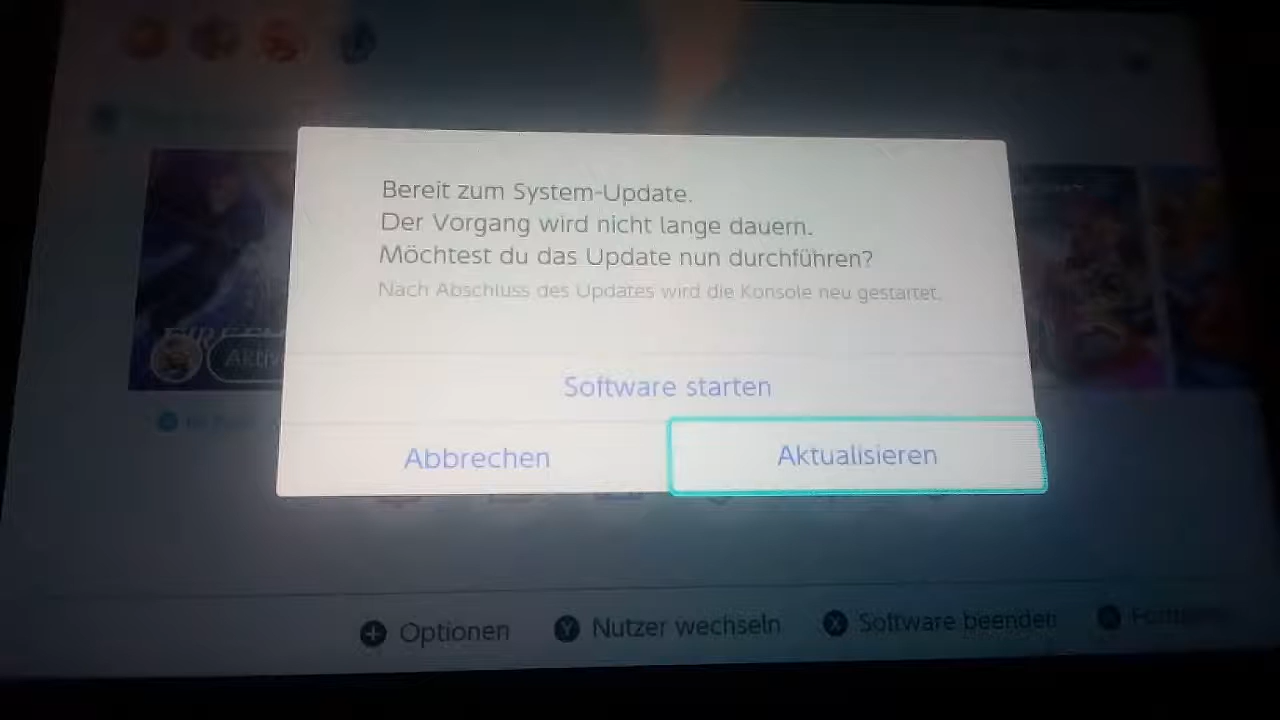 Bereit zum System-Update.
Der Vorgang wird nicht lange dauern.
Möchtest du das Update nun durchführen?
Nach Abschluss des Updates wird die Konsole neu gestartet.
Software starten
Abbrechen
Aktualisieren
Optionen
Y Nutzer wechseln
X Software beenden